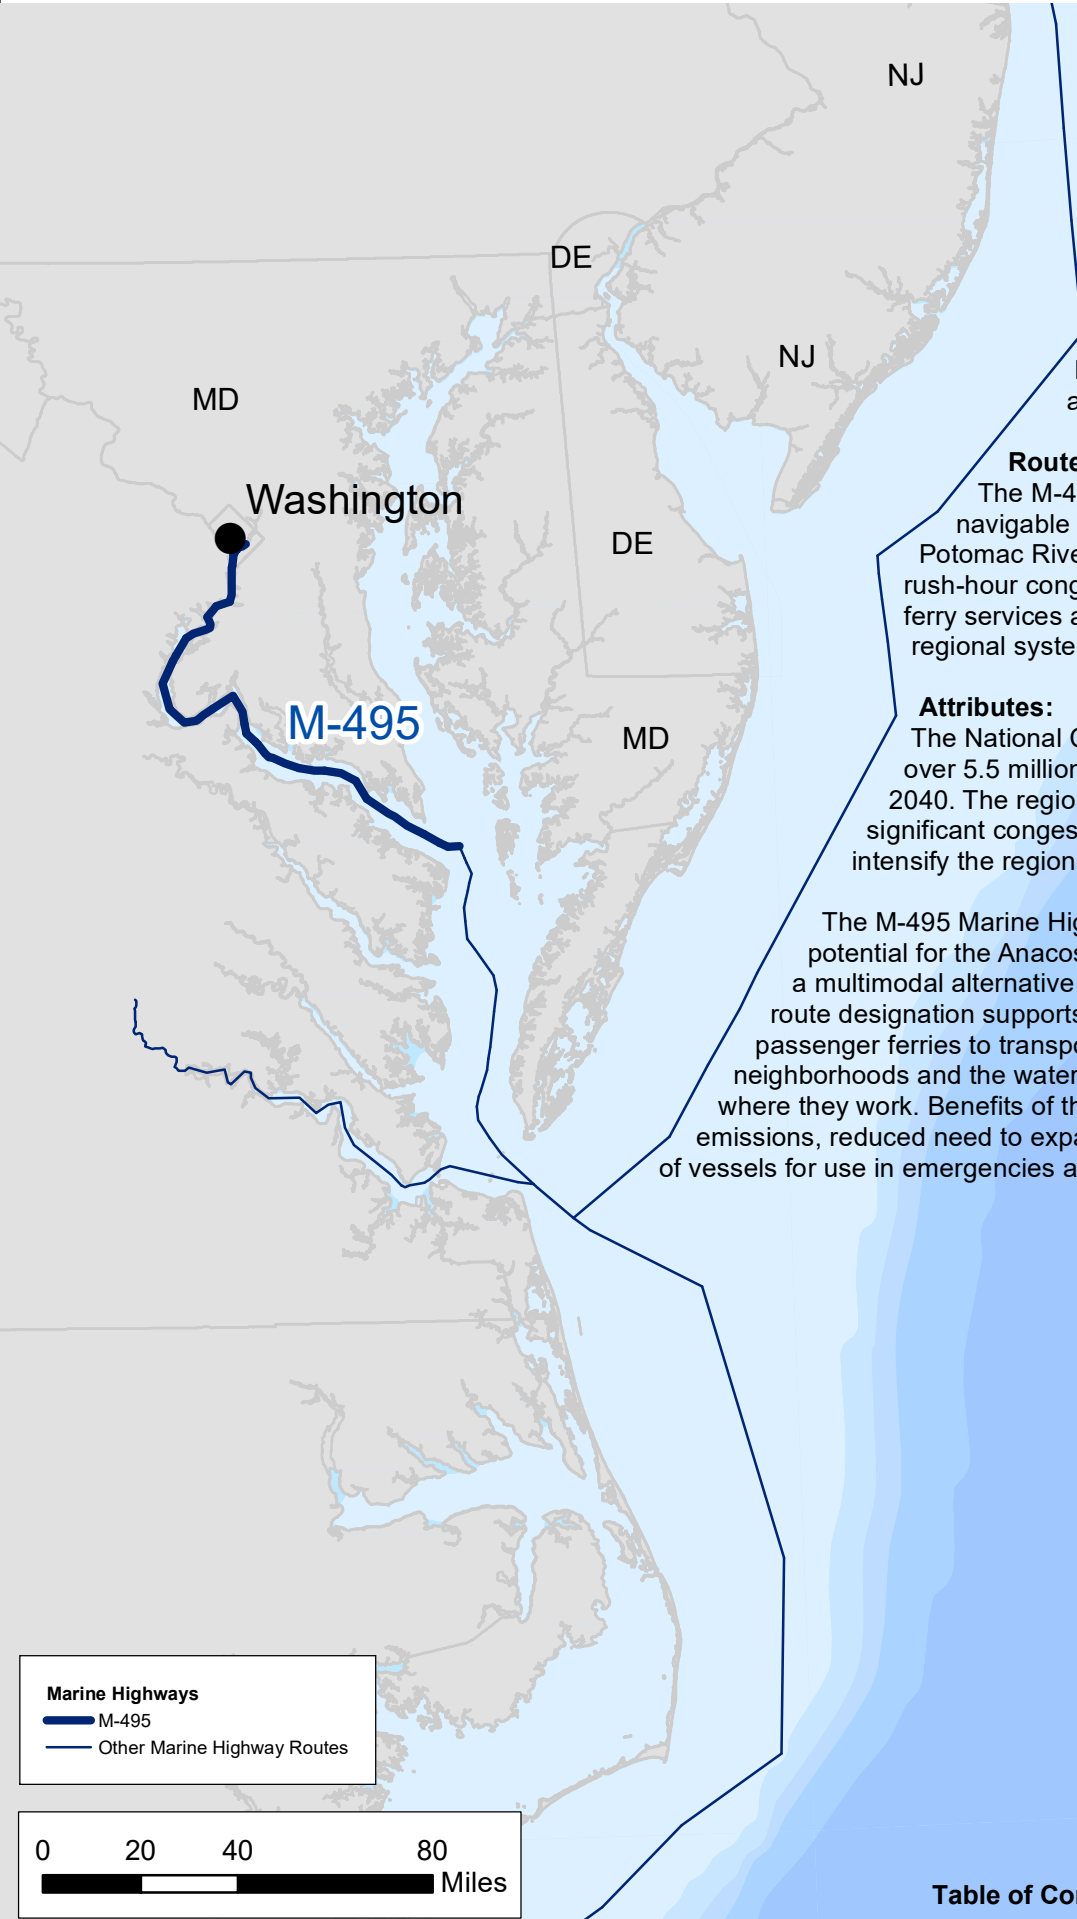 NJ
DE
NJ
MD
Washington
DE
M-495
MD
a
Route
The M-4
navigable
Potomac Rive
rush-hour cong
ferry services a
regional syste
Attributes:
The National C
over 5.5 million
2040. The regio
significant conges
intensify the region
The M-495 Marine Hig
potential for the Anacos
a multimodal alternative
route designation supports
passenger ferries to transpo
neighborhoods and the water
where they work. Benefits of th
emissions, reduced need to expa
of vessels for use in emergencies a
Marine Highways
M-495
Other Marine Highway Routes
0 20 40 80
Miles
Table of Co